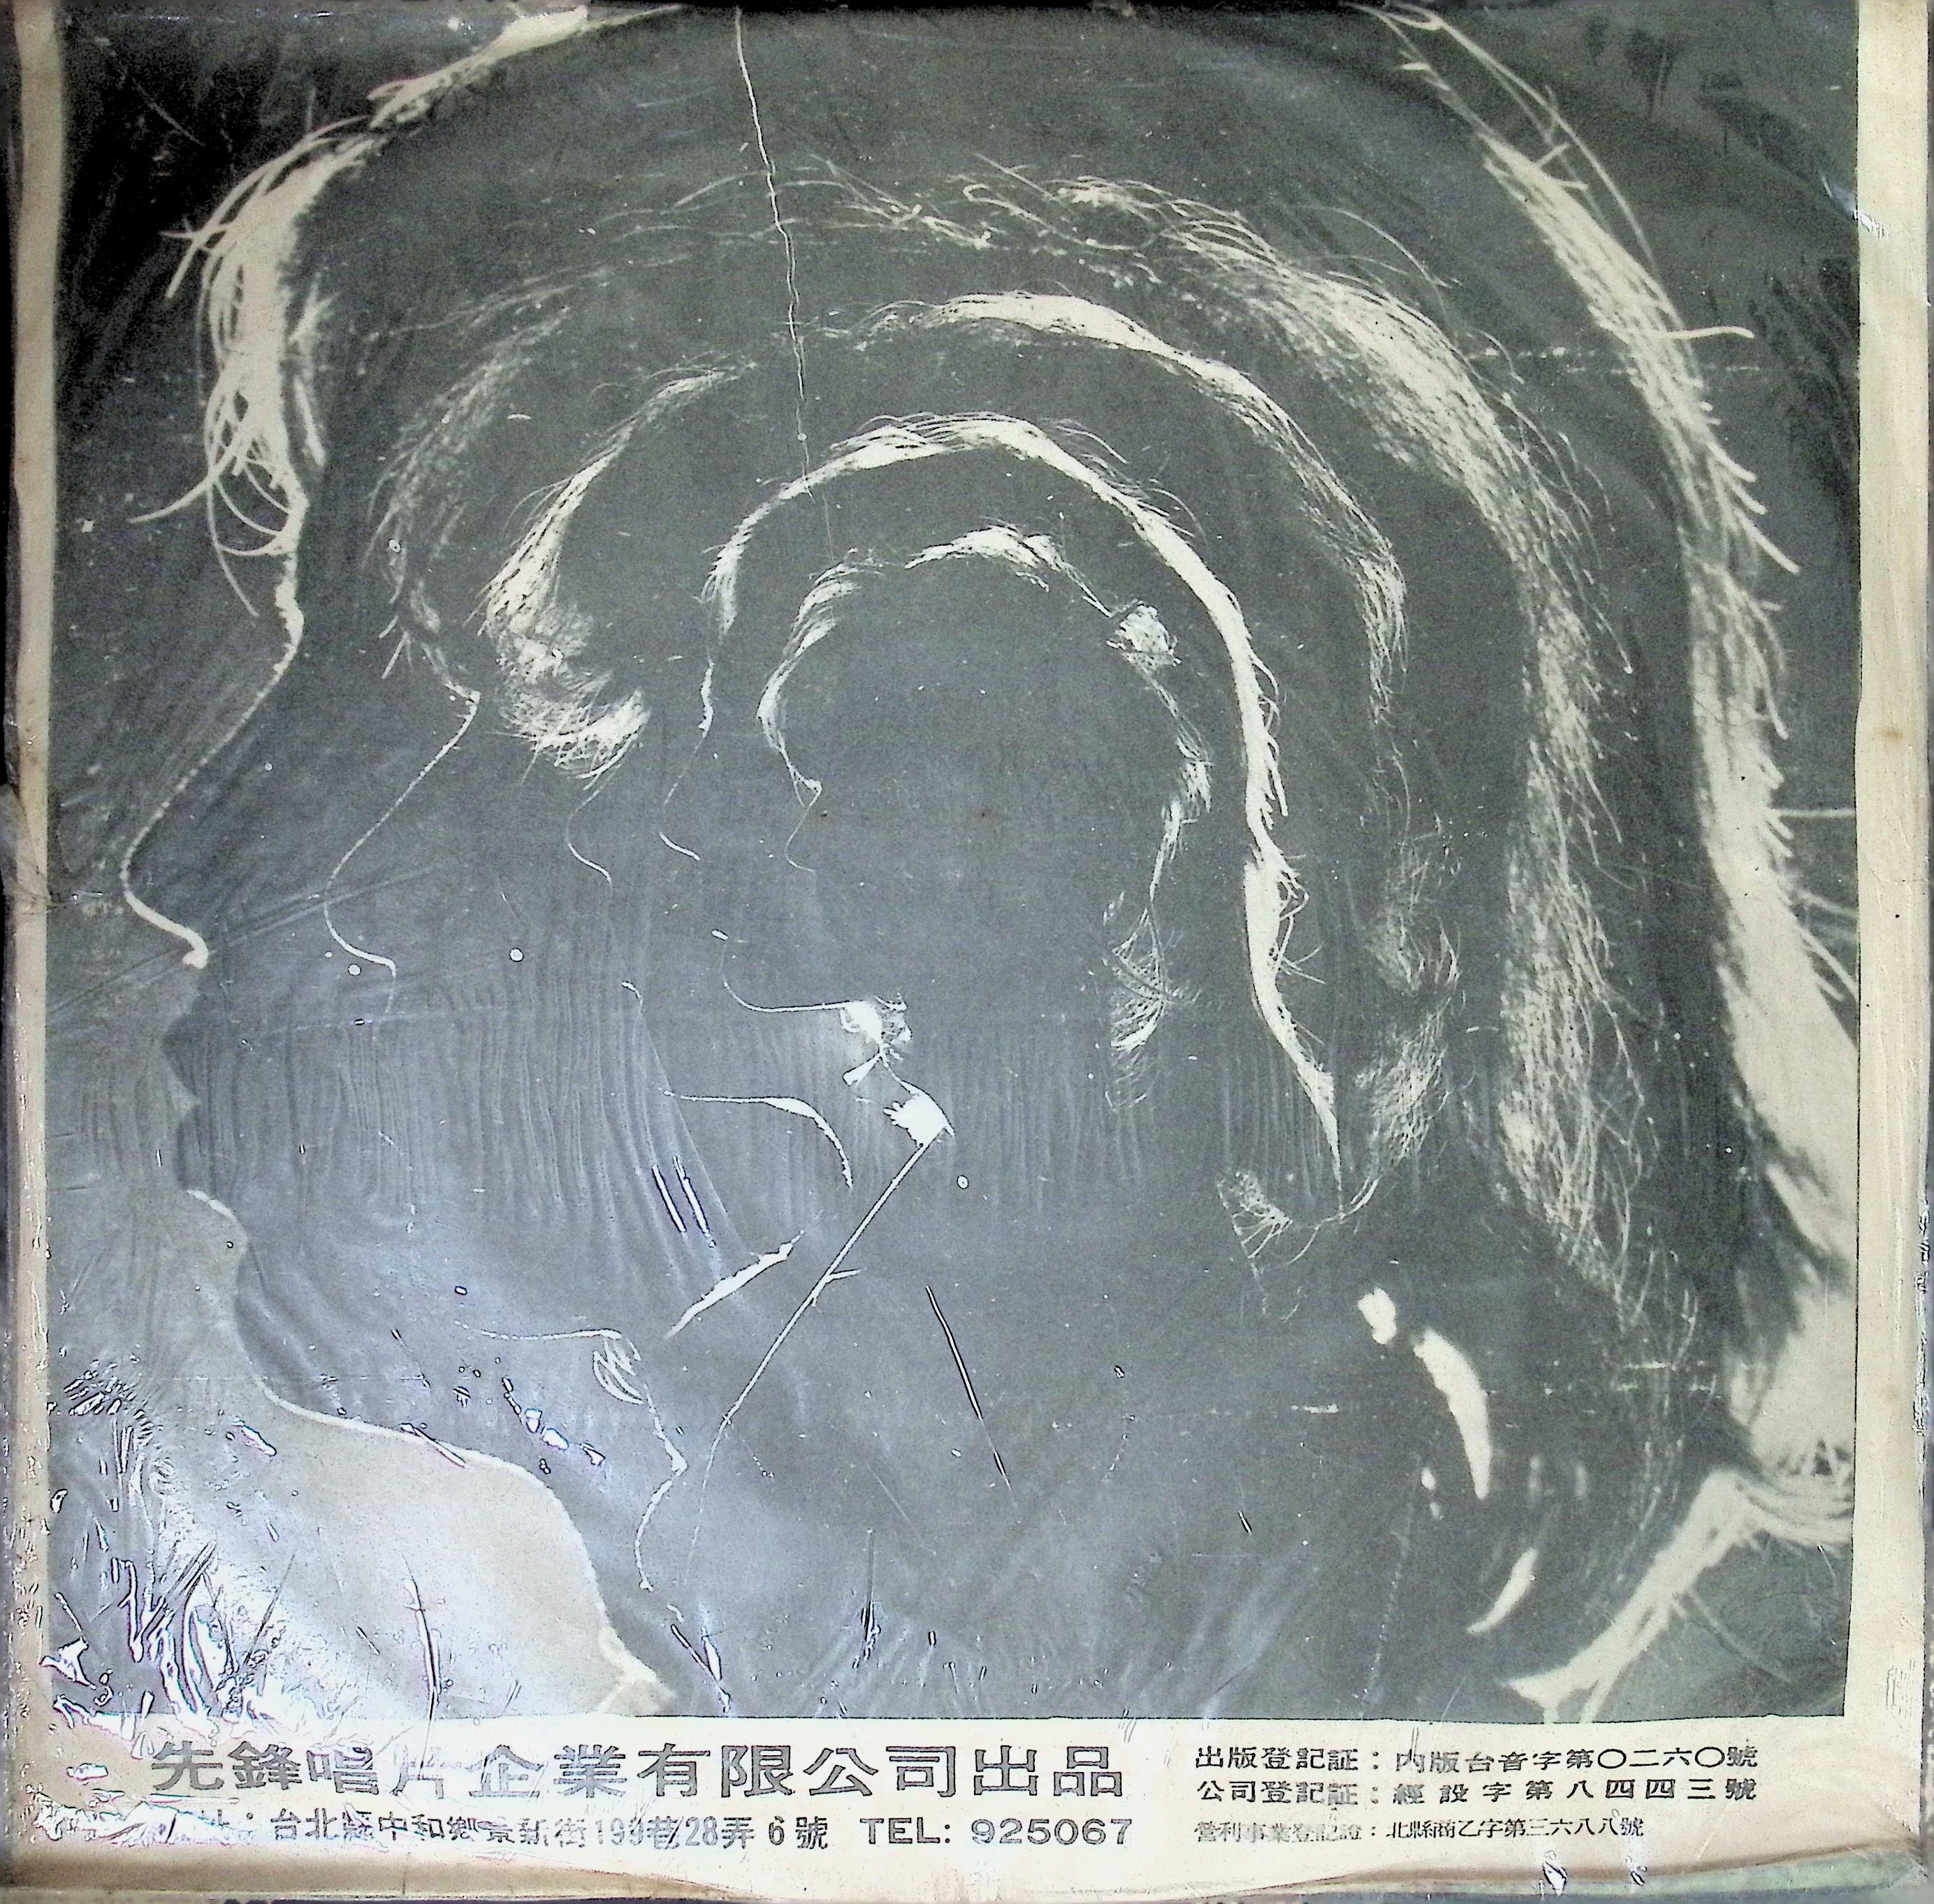 先鋒唱片企業有限公司出品
址：台北縣中和鄉景新街199巷28弄6號 TEL: 925067
出版登記証：內版台音字第〇二六〇號
公司登記証：經設字第八四四三號
營利事業登記證：北縣商乙字第三六八八號